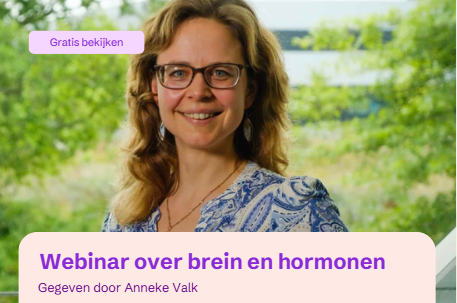 Gratis bekijken
Webinar over brein en hormonen
Gegeven door Anneke Valk